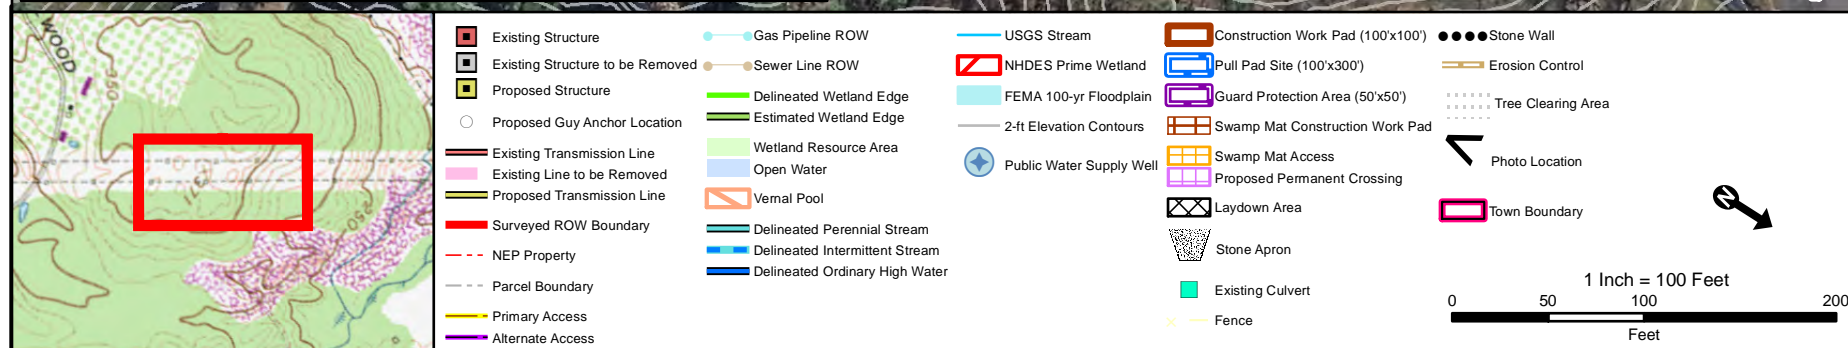 WOOD
350
250
Existing Structure
Existing Structure to be Removed
Proposed Structure
Proposed Guy Anchor Location
Existing Transmission Line
Existing Line to be Removed
Proposed Transmission Line
Surveyed ROW Boundary
NEP Property
Parcel Boundary
Primary Access
Alternate Access
Gas Pipeline ROW
Sewer Line ROW
Delineated Wetland Edge
Estimated Wetland Edge
Wetland Resource Area
Open Water
Vernal Pool
Delineated Perennial Stream
Delineated Intermittent Stream
Delineated Ordinary High Water
USGS Stream
NHDES Prime Wetland
FEMA 100-yr Floodplain
2-ft Elevation Contours
Public Water Supply Well
Construction Work Pad (100'x100')
Pull Pad Site (100'x300')
Guard Protection Area (50'x50')
Swamp Mat Construction Work Pad
Swamp Mat Access
Proposed Permanent Crossing
Laydown Area
Stone Apron
Existing Culvert
Fence
Stone Wall
Erosion Control
Tree Clearing Area
Photo Location
Town Boundary
N
1 Inch = 100 Feet
0 50 100 200
Feet